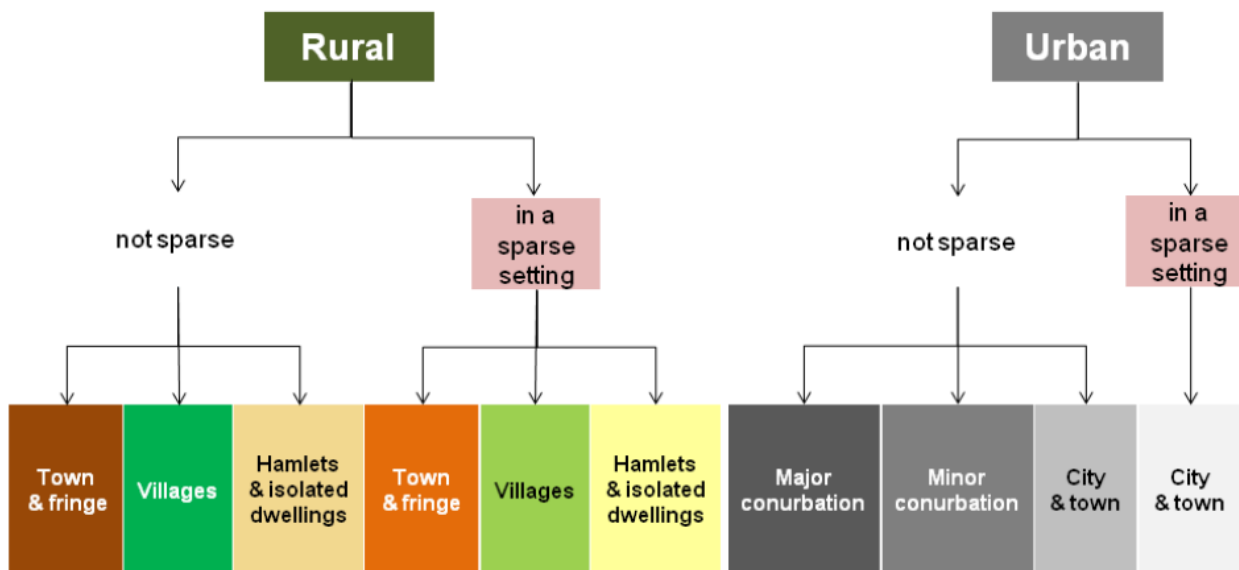 Rural
Urban
not sparse
in a
sparse
setting
not sparse
in a
sparse
setting
Town
& fringe
Villages
Hamlets
& isolated
dwellings
Town
& fringe
Villages
Hamlets
& isolated
dwellings
Major
conurbation
Minor
conurbation
City
& town
City
& town